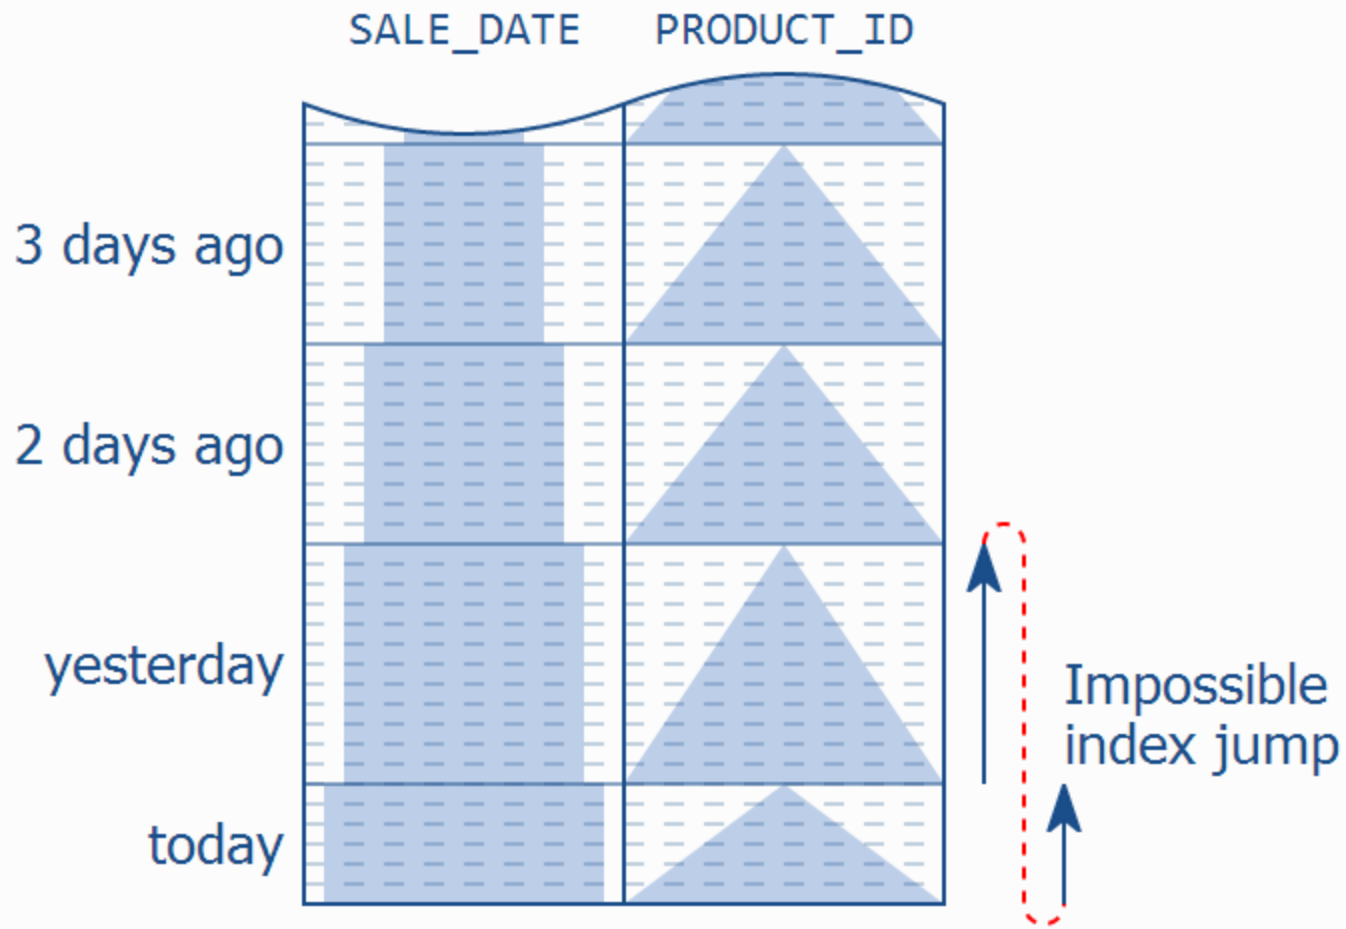 SALE_DATE PRODUCT_ID
3 days ago
2 days ago
yesterday
Impossible
index jump
today